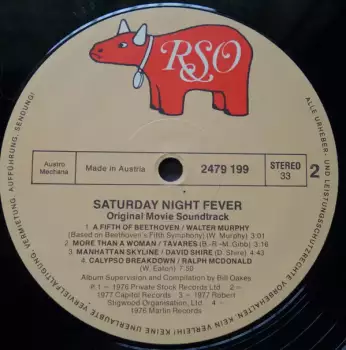 RSO
Austro
Mechana
Made in Austria
2479 199
STEREO
33
2
SATURDAY NIGHT FEVER
Original Movie Soundtrack
1. A FIFTH OF BEETHOVEN / WALTER MURPHY
(Based on Beethoven's Fifth Symphony) (W. Murphy) 3:01
2. MORE THAN A WOMAN / TAVARES (B.-R.-M. Gibb) 3:16
3. MANHATTAN SKYLINE / DAVID SHIRE (D. Shire) 4:43
4. CALYPSO BREAKDOWN / RALPH McDONALD
(W. Eaton) 7:50
Album Supervision and Compilation by Bill Oakes
℗ 1 – 1976 Private Stock Records Ltd 2 –
1977 Capitol Records 3 – 1977 Robert
Stigwood Organisation Ltd. 4 –
1976 Marlin Records
ALLE URHEBER- UND LEISTUNGSSCHUTZRECHTE VORBEHALTEN · KEIN VERLEIH! KEINE UNERLAUBTE VERVIELFÄLTIGUNG, VERMIETUNG, AUFFÜHRUNG, SENDUNG!